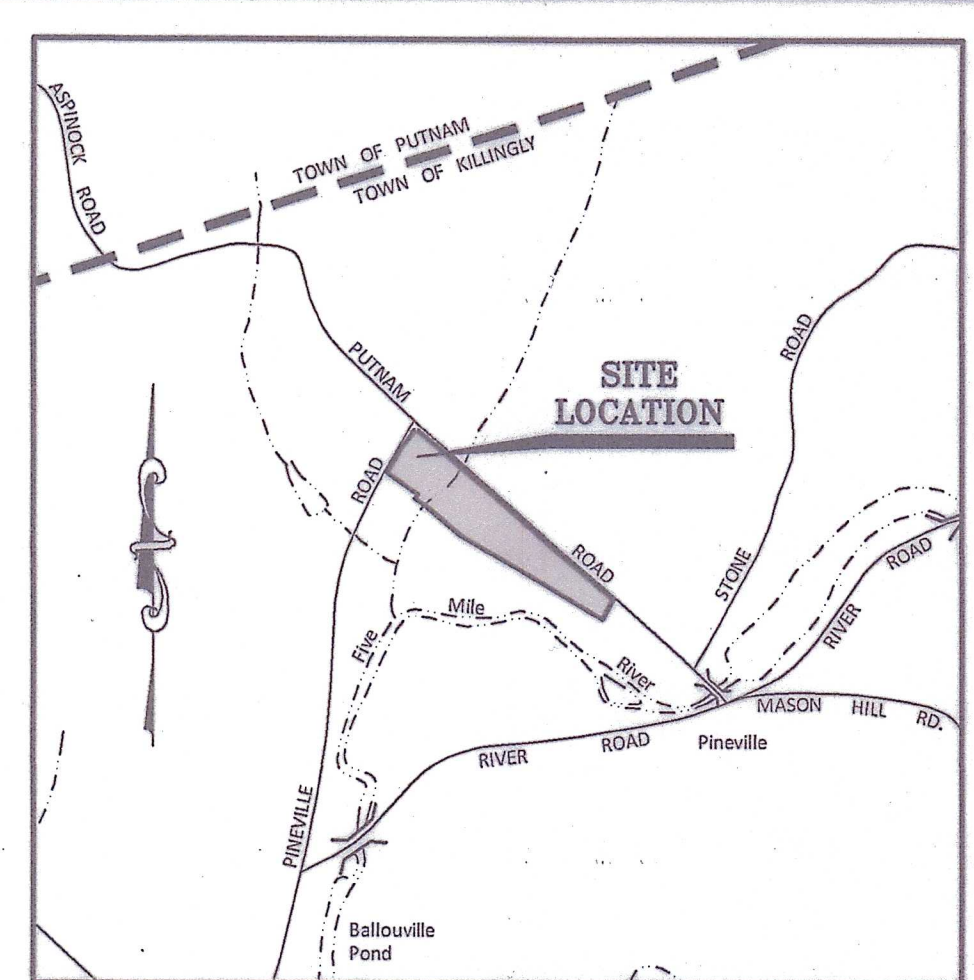 ASPINOCK ROAD
TOWN OF PUTNAM
TOWN OF KILLINGLY
PUTNAM ROAD
SITE
LOCATION
ROAD
STONE ROAD
ROAD
RIVER
Five Mile River
MASON HILL RD.
RIVER ROAD
Pineville
PINEVILLE
Ballouville
Pond